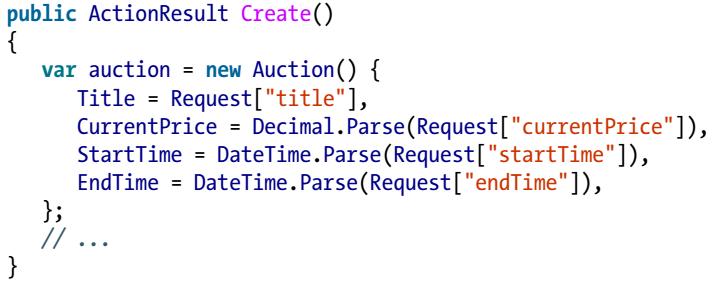 public ActionResult Create()
{
   var auction = new Auction() {
      Title = Request["title"],
      CurrentPrice = Decimal.Parse(Request["currentPrice"]),
      StartTime = DateTime.Parse(Request["startTime"]),
      EndTime = DateTime.Parse(Request["endTime"]),
   };
   // ...
}